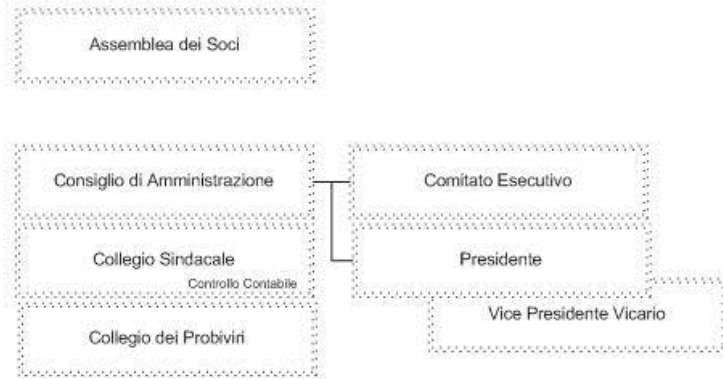 Assemblea dei Soci
Consiglio di Amministrazione
Comitato Esecutivo
Collegio Sindacale
Controllo Contabile
Presidente
Vice Presidente Vicario
Collegio dei Probiviri